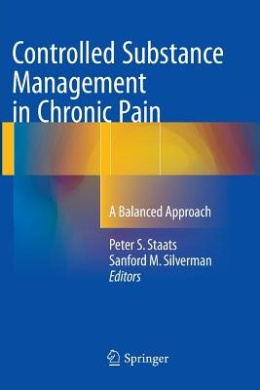 Controlled Substance
Management
in Chronic Pain
A Balanced Approach
Peter S. Staats
Sanford M. Silverman
Editors
Springer